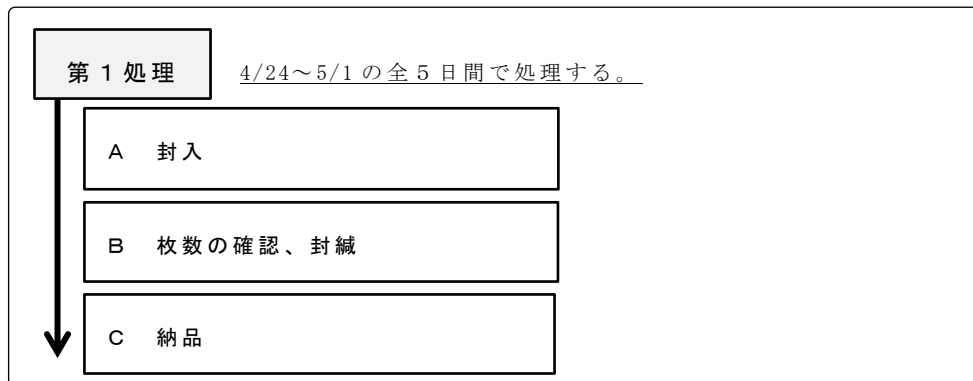 第１処理
4/24～5/1の全５日間で処理する。
Ａ　封入
Ｂ　枚数の確認、封緘
Ｃ　納品